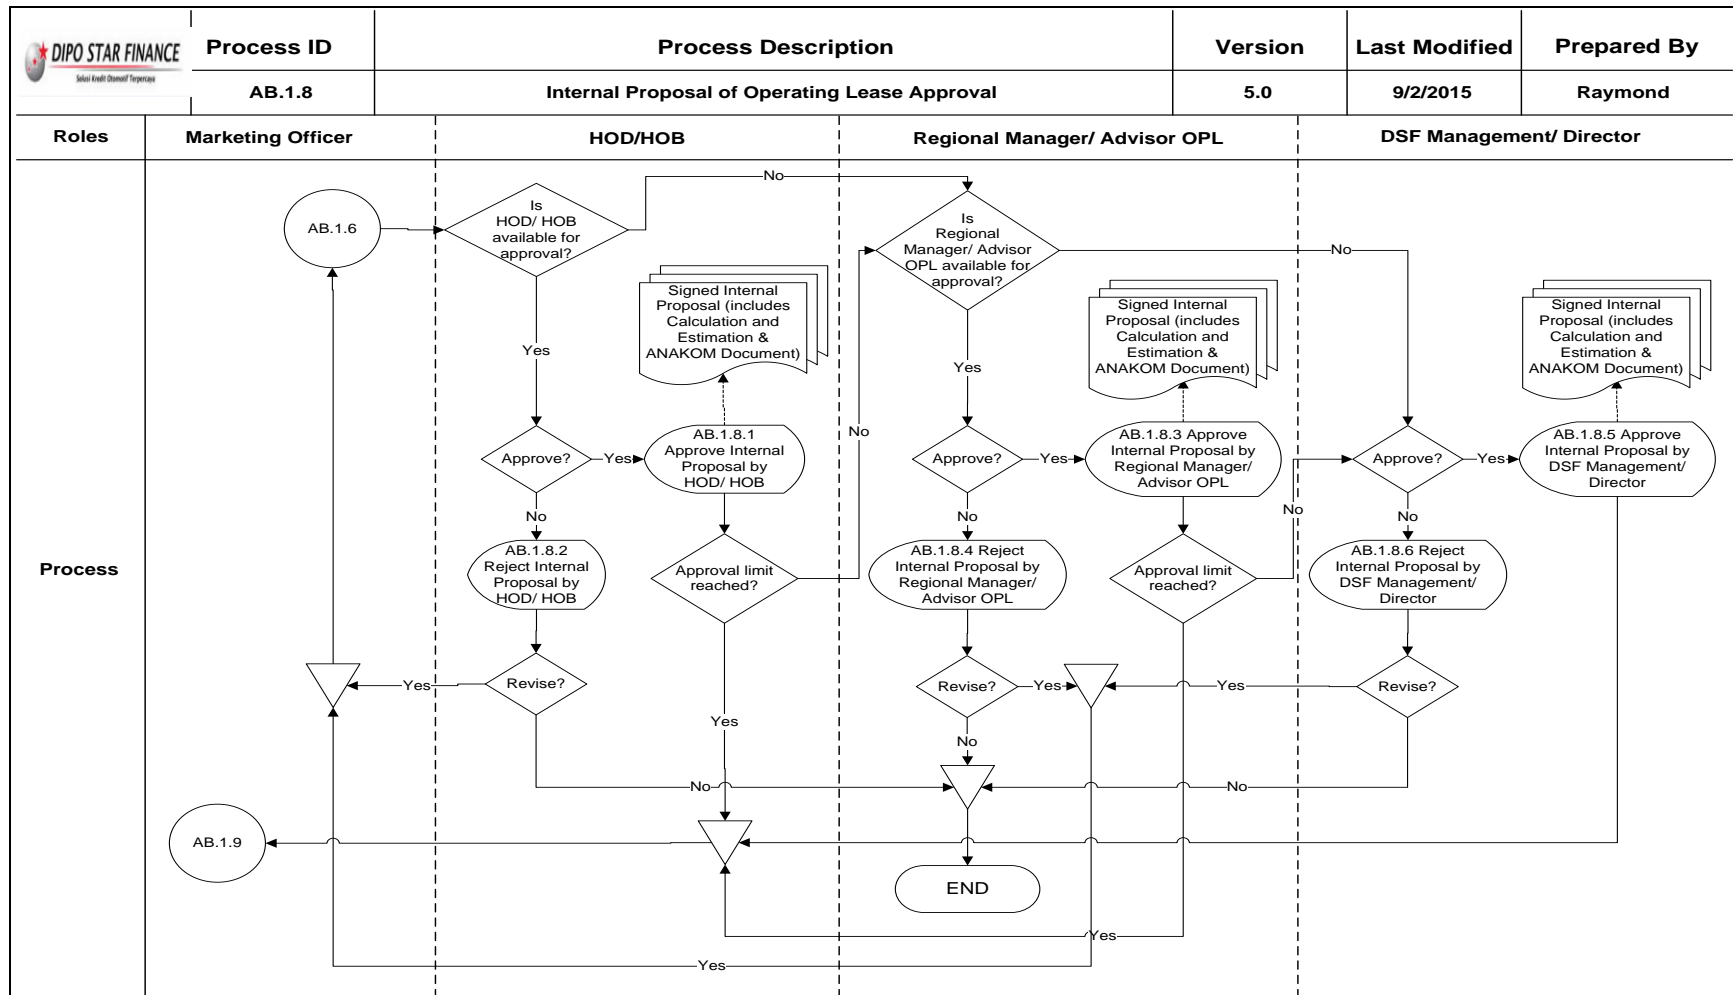 DIPO STAR FINANCE
Solusi Kredit Otomotif Terpercaya
Process ID
Process Description
Version
Last Modified
Prepared By
AB.1.8
Internal Proposal of Operating Lease Approval
5.0
9/2/2015
Raymond
Roles
Marketing Officer
HOD/HOB
Regional Manager/ Advisor OPL
DSF Management/ Director
Process
AB.1.6
Is
HOD/ HOB
available for
approval?
No
Is
Regional
Manager/ Advisor
OPL available for
approval?
No
Yes
Signed Internal
Proposal (includes
Calculation and
Estimation &
ANAKOM Document)
Yes
Signed Internal
Proposal (includes
Calculation and
Estimation &
ANAKOM Document)
Signed Internal
Proposal (includes
Calculation and
Estimation &
ANAKOM Document)
Approve?
Yes
AB.1.8.1
Approve Internal
Proposal by
HOD/ HOB
No
Approve?
Yes
AB.1.8.3 Approve
Internal Proposal by
Regional Manager/
Advisor OPL
No
Approve?
Yes
AB.1.8.5 Approve
Internal Proposal by
DSF Management/
Director
No
AB.1.8.2
Reject Internal
Proposal by
HOD/ HOB
Approval limit
reached?
No
AB.1.8.4 Reject
Internal Proposal by
Regional Manager/
Advisor OPL
Approval limit
reached?
No
AB.1.8.6 Reject
Internal Proposal by
DSF Management/
Director
Yes
Revise?
Yes
Revise?
Yes
Yes
Revise?
No
No
No
AB.1.9
END
Yes
Yes